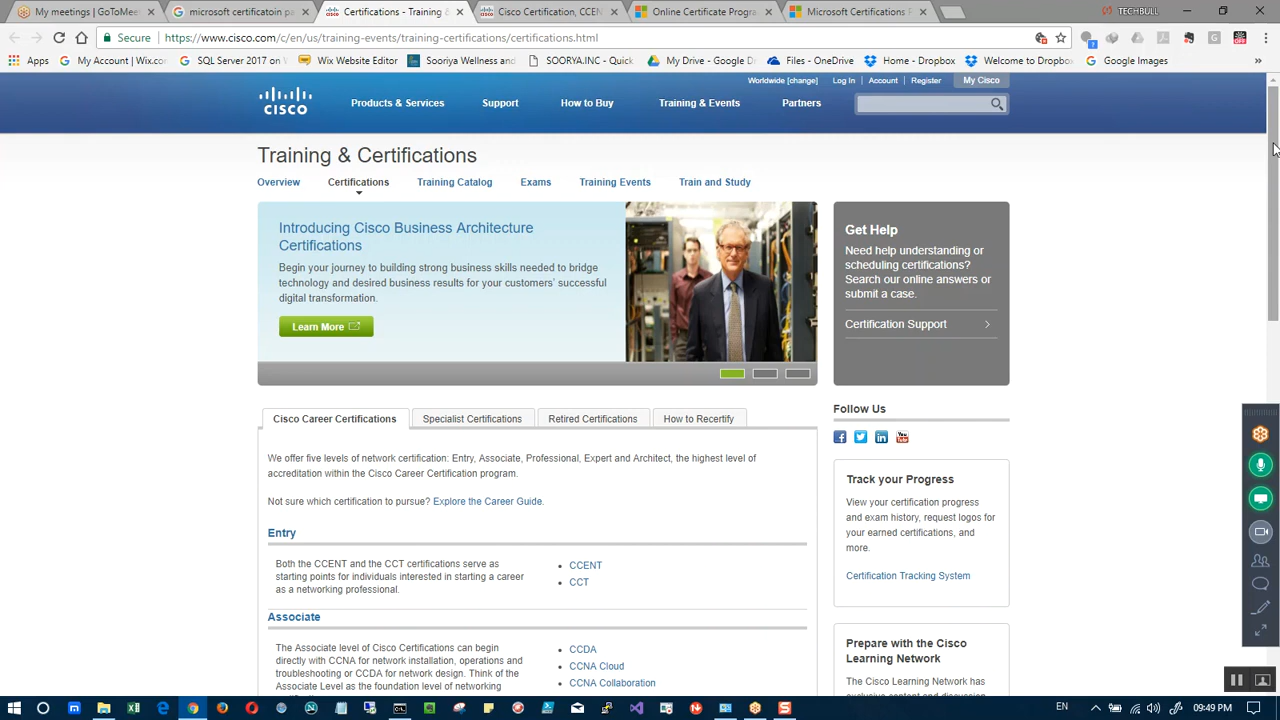 My meetings | GoToMeet
microsoft certificatoin pa
Certifications - Training &
Cisco Certification, CCEN
Online Certificate Progra
Microsoft Certifications P
TECHBULL
Secure
https://www.cisco.com/c/en/us/training-events/training-certifications/certifications.html
Apps
My Account | Wix.co
SQL Server 2017 on
Wix Website Editor
Sooriya Wellness and
SOORYA.INC - Quick
My Drive - Google D
Files - OneDrive
Home - Dropbox
Welcome to Dropbox
Google Images
»
Worldwide [change]
Log In
Account
Register
My Cisco
CISCO
Products & Services
Support
How to Buy
Training & Events
Partners
Training & Certifications
Overview
Certifications
Training Catalog
Exams
Training Events
Train and Study
Introducing Cisco Business Architecture
Certifications
Begin your journey to building strong business skills needed to bridge
technology and desired business results for your customers' successful
digital transformation.
Learn More
Get Help
Need help understanding or
scheduling certifications?
Search our online answers or
submit a case.
Certification Support
Follow Us
Cisco Career Certifications
Specialist Certifications
Retired Certifications
How to Recertify
We offer five levels of network certification: Entry, Associate, Professional, Expert and Architect, the highest level of
accreditation within the Cisco Career Certification program.
Not sure which certification to pursue? Explore the Career Guide.
Entry
Both the CCENT and the CCT certifications serve as
starting points for individuals interested in starting a career
as a networking professional.
• CCENT
• CCT
Associate
The Associate level of Cisco Certifications can begin
directly with CCNA for network installation, operations and
troubleshooting or CCDA for network design. Think of the
Associate Level as the foundation level of networking
• CCDA
• CCNA Cloud
• CCNA Collaboration
Track your Progress
View your certification progress
and exam history, request logos for
your earned certifications, and
more.
Certification Tracking System
Prepare with the Cisco
Learning Network
The Cisco Learning Network has
EN
09:49 PM